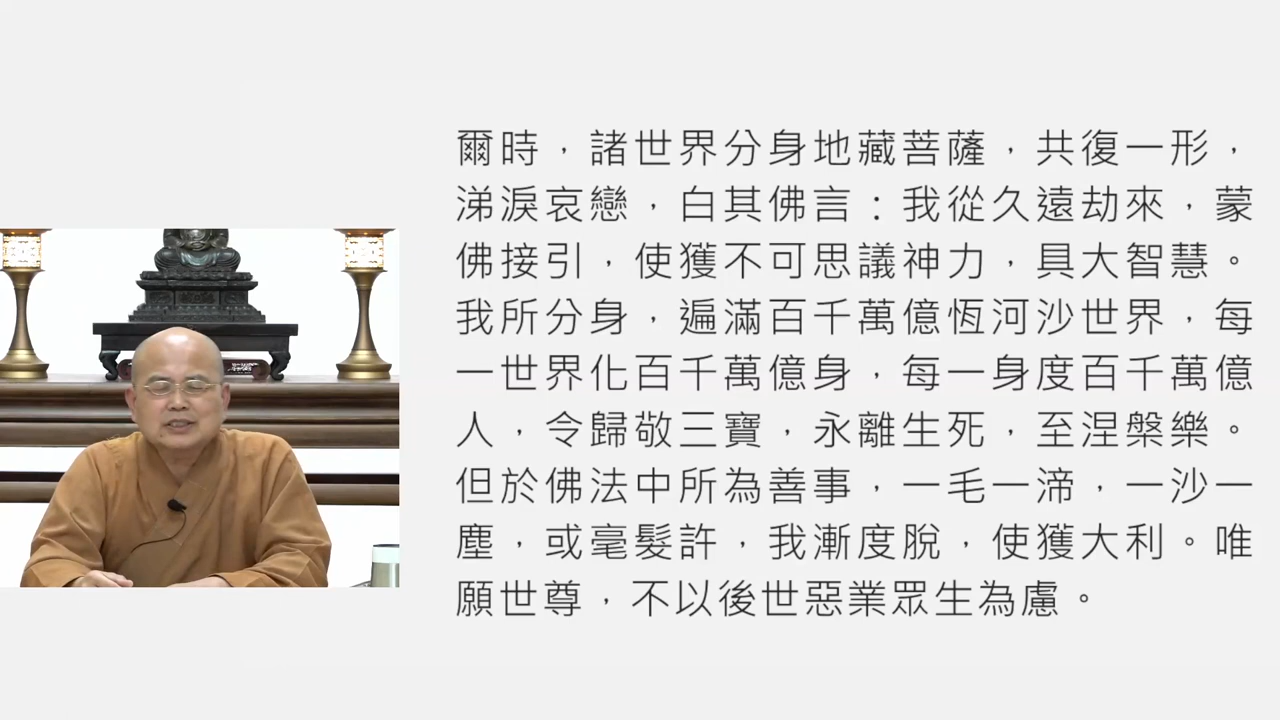 爾時，諸世界分身地藏菩薩，共復一形，
涕淚哀戀，白其佛言：我從久遠劫來，蒙
佛接引，使獲不可思議神力，具大智慧。
我所分身，遍滿百千萬億恆河沙世界，每
一世界化百千萬億身，每一身度百千萬億
人，令歸敬三寶，永離生死，至涅槃樂。
但於佛法中所為善事，一毛一渧，一沙一
塵，或毫髮許，我漸度脫，使獲大利。唯
願世尊，不以後世惡業眾生為慮。